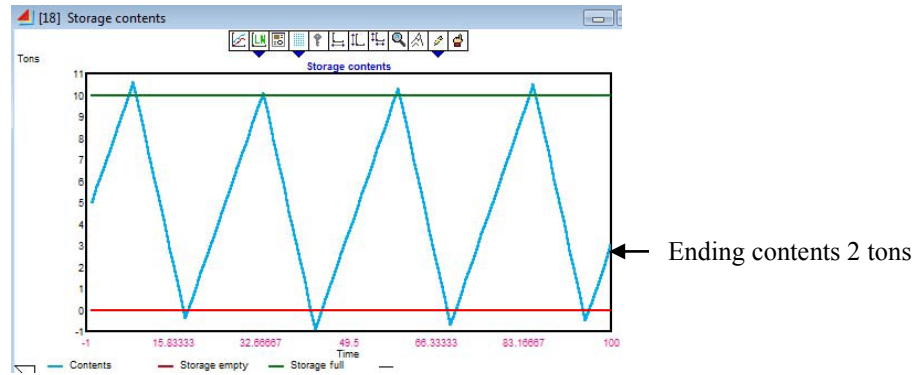 [18] Storage contents
Tons
Storage contents
11
10
9
8
7
6
5
4
3
2
1
0
-1
Ending contents 2 tons
-1 15.83333 32.66667 49.5 66.33333 83.16667 100
Time
Contents Storage empty Storage full